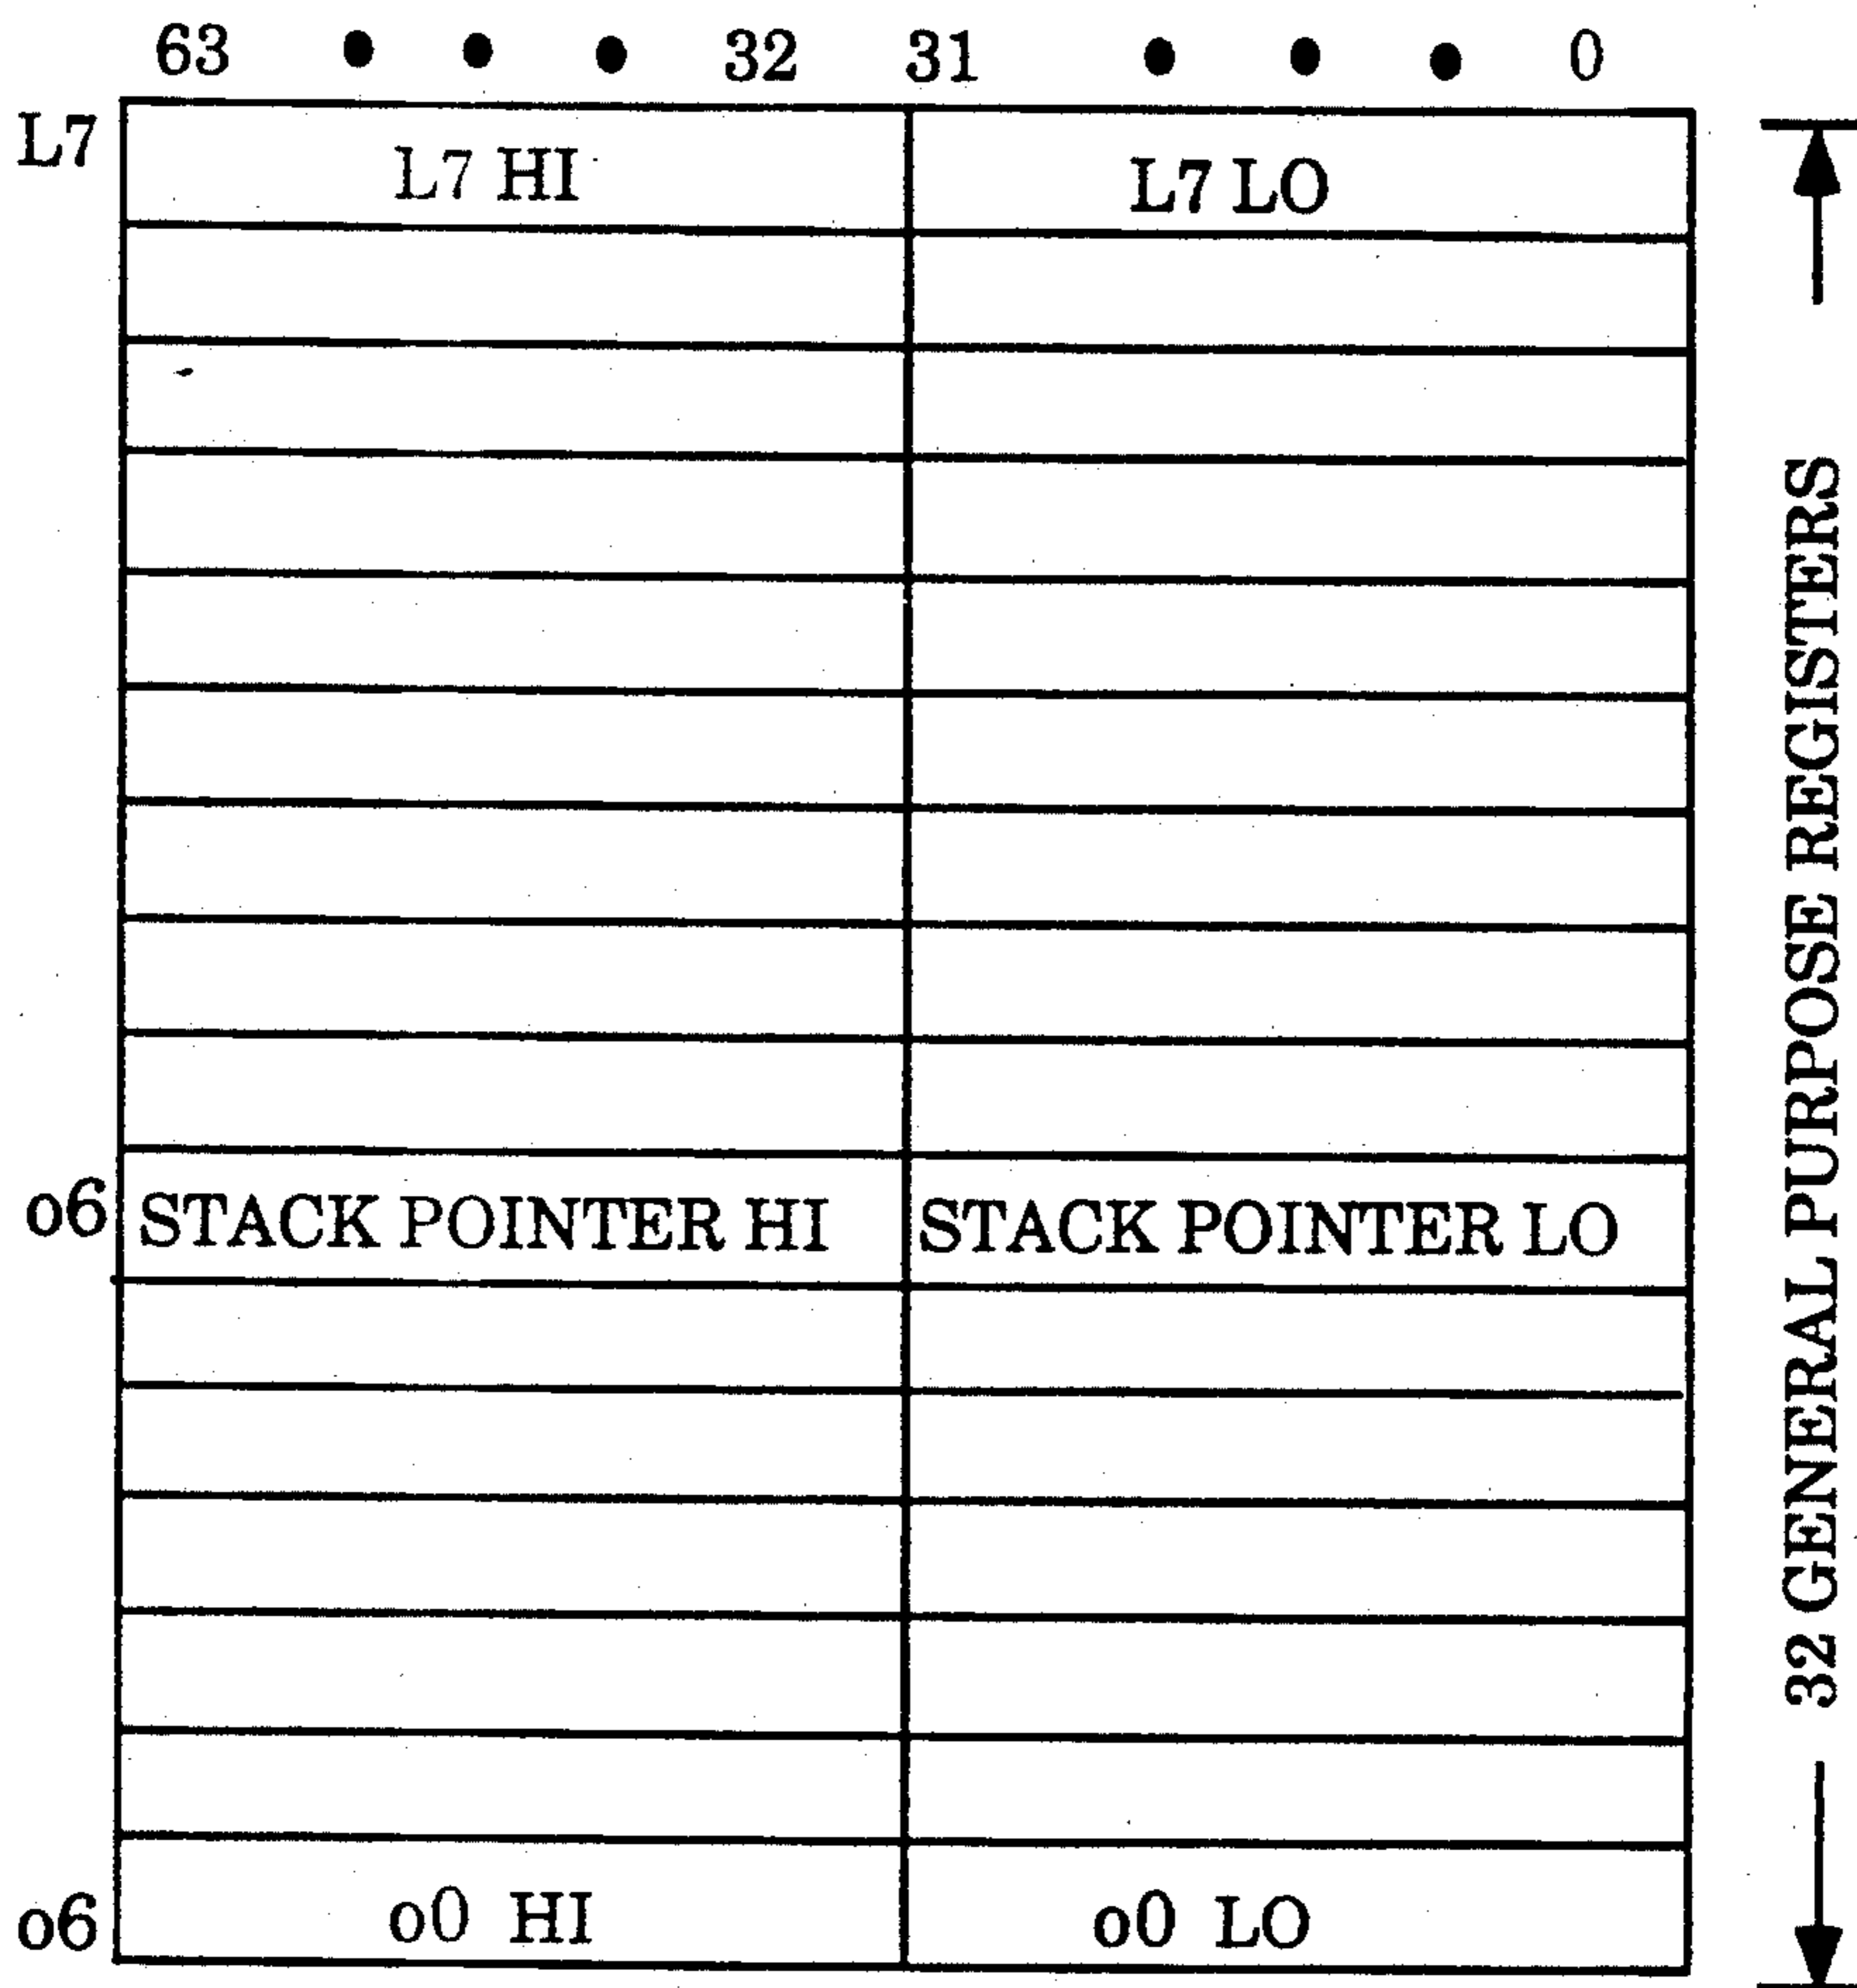 63 • • • 32 31 • • • 0
L7 L7 HI L7 LO
o6 STACK POINTER HI STACK POINTER LO
o6 o0 HI o0 LO
32 GENERAL PURPOSE REGISTERS